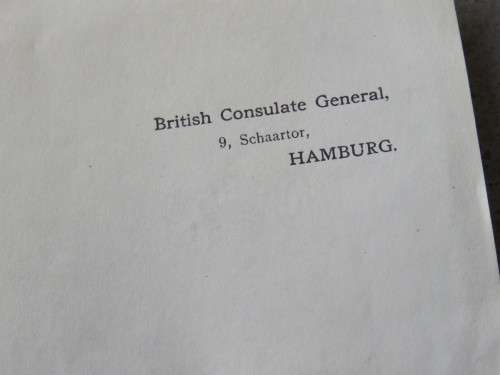 British Consulate General,
9, Schaartor,
HAMBURG.